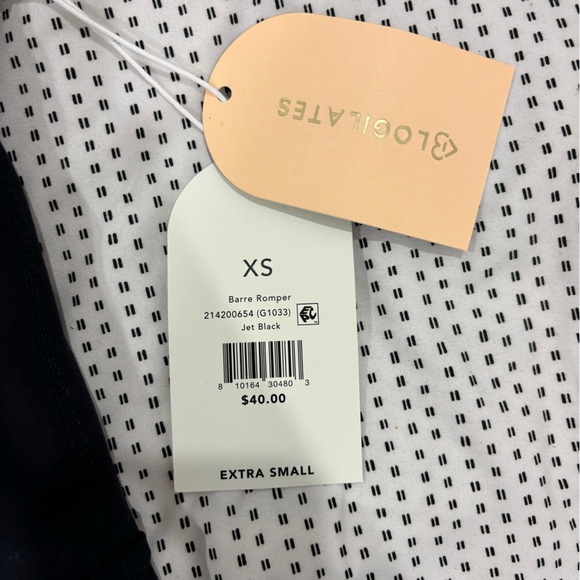 BLOGILATES
XS
Barre Romper
214200654 (G1033)
Jet Black
8 10164 30480 3
$40.00
EXTRA SMALL